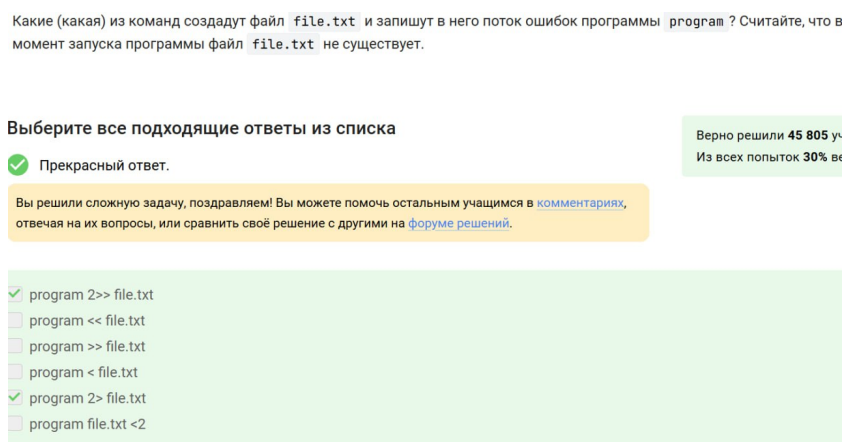 Какие (какая) из команд создадут файл file.txt и запишут в него поток ошибок программы program ? Считайте, что в
момент запуска программы файл file.txt не существует.
Выберите все подходящие ответы из списка
Прекрасный ответ.
Вы решили сложную задачу, поздравляем! Вы можете помочь остальным учащимся в комментариях,
отвечая на их вопросы, или сравнить своё решение с другими на форуме решений.
Верно решили 45 805
Из всех попыток 30%
program 2>> file.txt
program << file.txt
program >> file.txt
program < file.txt
program 2> file.txt
program file.txt <2